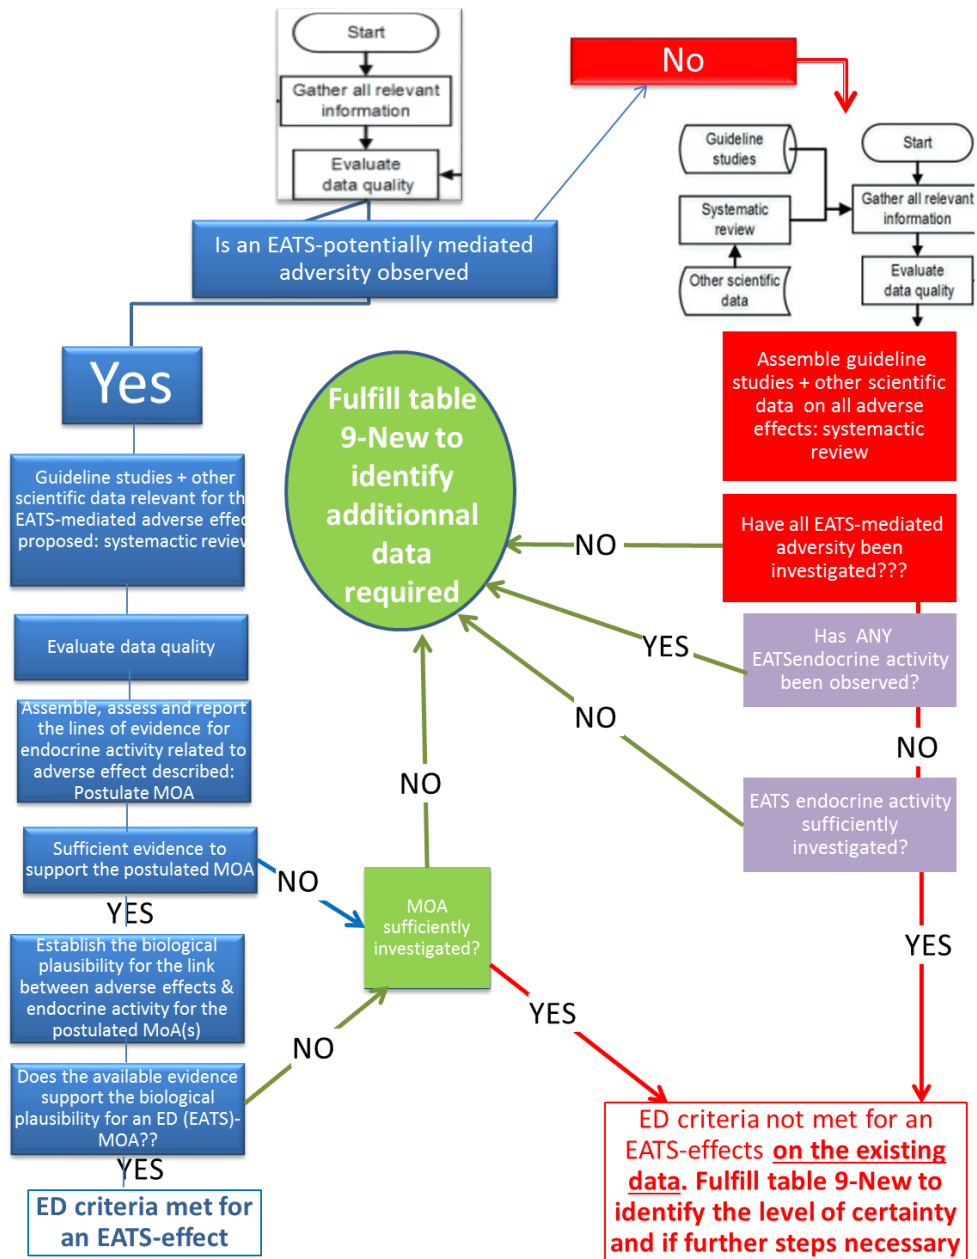 Start
Gather all relevant
information
Evaluate
data quality
No
Guideline
studies
Start
Systematic
review
Gather all relevant
information
Other scientific
data
Evaluate
data quality
Is an EATS-potentially mediated
adversity observed
Yes
Guideline studies + other
scientific data relevant for th
EATS-mediated adverse effec
proposed: systemactic review
Evaluate data quality
Assemble, assess and report
the lines of evidence for
endocrine activity related to
adverse effect described:
Postulate MOA
Sufficient evidence to
support the postulated MOA
NO
YES
Establish the biological
plausibility for the link
between adverse effects &
endocrine activity for the
postulated MoA(s)
NO
Does the available evidence
support the biological
plausibility for an ED (EATS)-
MOA??
YES
ED criteria met for
an EATS-effect
Fulfill table
9-New to
identify
additionnal
data
required
NO
MOA
sufficiently
investigated?
YES
Assemble guideline
studies + other scientific
data on all adverse
effects: systemactic
review
Have all EATS-mediated
adversity been
investigated???
NO
Has ANY
EATSendocrine activity
been observed?
YES
NO
EATS endocrine activity
sufficiently
investigated?
NO
YES
ED criteria not met for an
EATS-effects on the existing
data. Fulfill table 9-New to
identify the level of certainty
and if further steps necessary